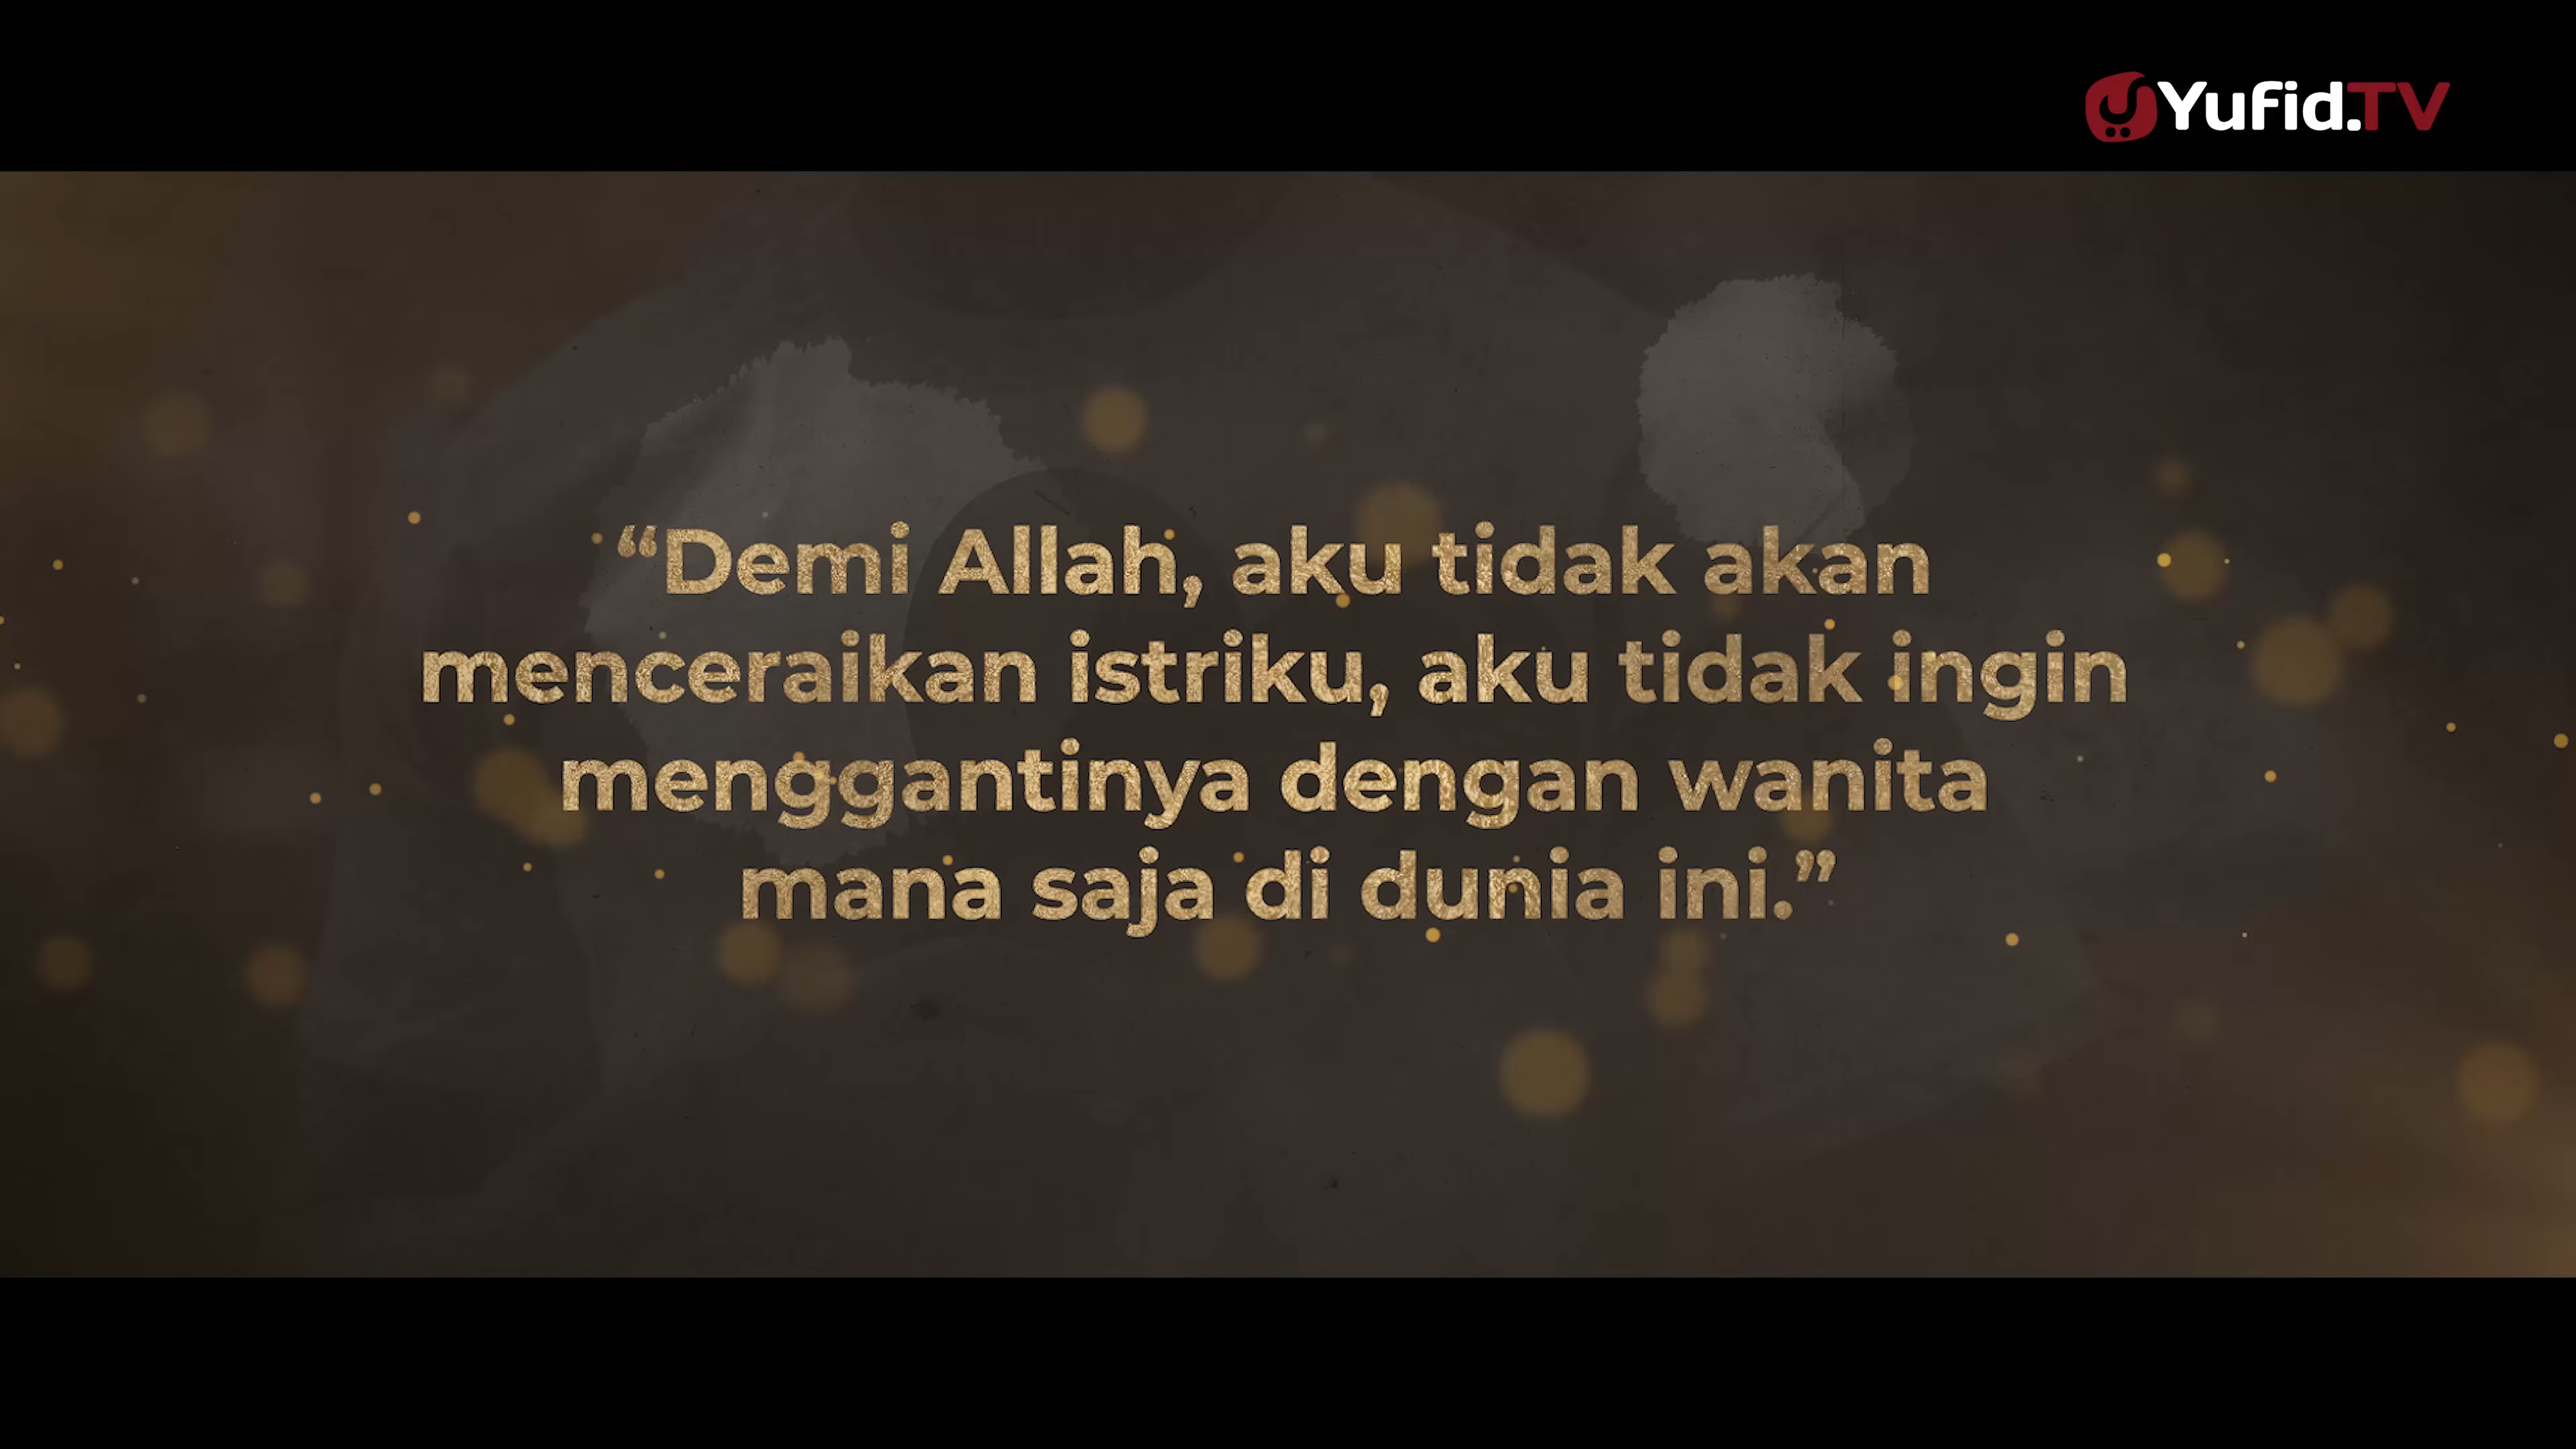 Yufid.TV
“Demi Allah, aku tidak akan
menceraikan istriku, aku tidak ingin
menggantinya dengan wanita
mana saja di dunia ini.”